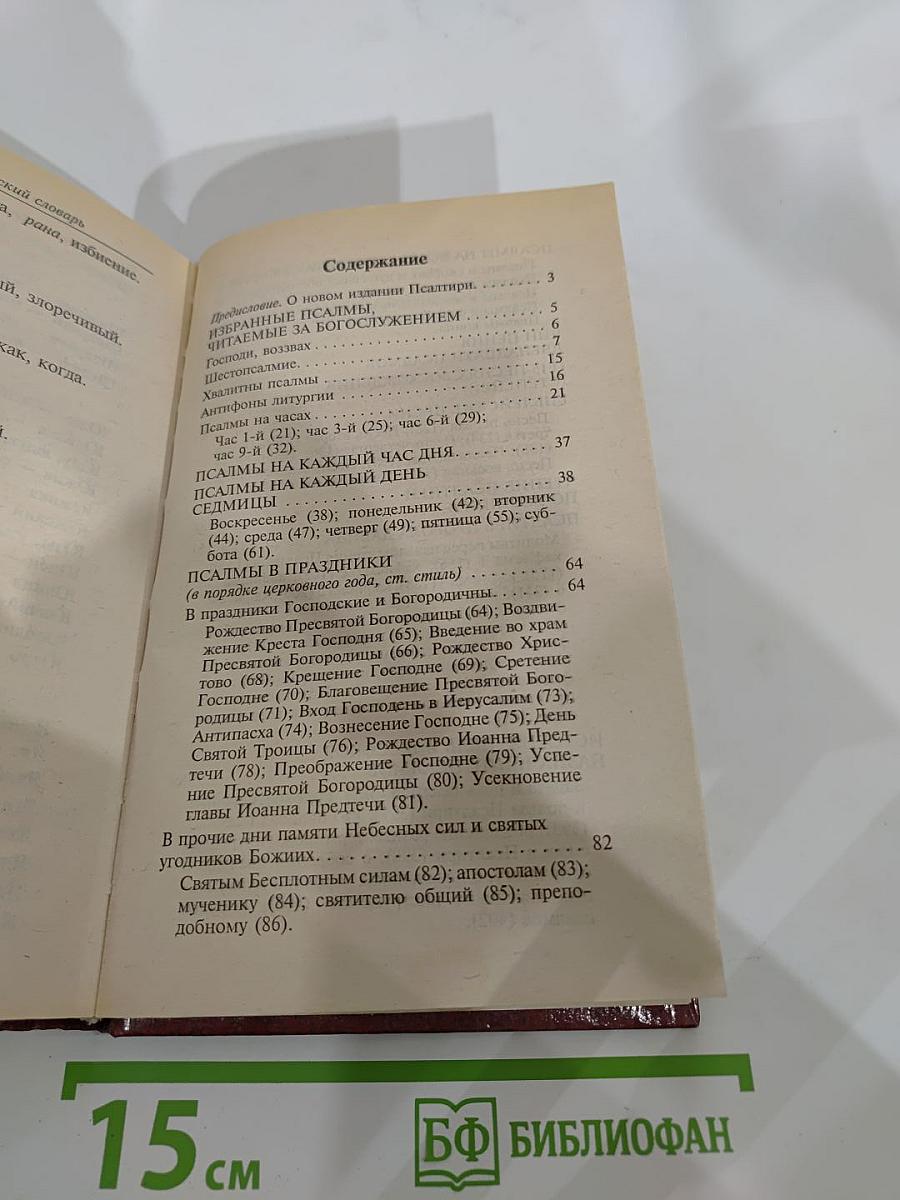 ский словарь
а, рана, избиение.
ый, злоречивый.
как, когда.
й.
Содержание
Предисловие. О новом издании Псалтири. . . . . . . . 3
ИЗБРАННЫЕ ПСАЛМЫ,
ЧИТАЕМЫЕ ЗА БОГОСЛУЖЕНИЕМ . . . . . . . . . . 5
Господи, воззвах . . . . . . . . . . . . . . . . . . . . . . . . . 6
Шестопсалмие. . . . . . . . . . . . . . . . . . . . . . . . . . . 7
Хвалитны псалмы . . . . . . . . . . . . . . . . . . . . . . . . 15
Антифоны литургии . . . . . . . . . . . . . . . . . . . . . . 16
Псалмы на часах . . . . . . . . . . . . . . . . . . . . . . . . . 21
Час 1-й (21); час 3-й (25); час 6-й (29);
час 9-й (32).
ПСАЛМЫ НА КАЖДЫЙ ЧАС ДНЯ. . . . . . . . . . . 37
ПСАЛМЫ НА КАЖДЫЙ ДЕНЬ
СЕДМИЦЫ . . . . . . . . . . . . . . . . . . . . . . . . . . . . . 38
Воскресенье (38); понедельник (42); вторник
(44); среда (47); четверг (49); пятница (55); суб-
бота (61).
ПСАЛМЫ В ПРАЗДНИКИ
(в порядке церковного года, ст. стиль) . . . . . . . . . 64
В праздники Господские и Богородичны. . . . . . . 64
Рождество Пресвятой Богородицы (64); Воздви-
жение Креста Господня (65); Введение во храм
Пресвятой Богородицы (66); Рождество Хрис-
тово (68); Крещение Господне (69); Сретение
Господне (70); Благовещение Пресвятой Бого-
родицы (71); Вход Господень в Иерусалим (73);
Антипасха (74); Вознесение Господне (75); День
Святой Троицы (76); Рождество Иоанна Пред-
течи (78); Преображение Господне (79); Успе-
ние Пресвятой Богородицы (80); Усекновение
главы Иоанна Предтечи (81).
В прочие дни памяти Небесных сил и святых
угодников Божиих. . . . . . . . . . . . . . . . . . . . . . . . 82
Святым Бесплотным силам (82); апостолам (83);
мученику (84); святителю общий (85); препо-
добному (86).
15 см
БФ БИБЛИОФАН